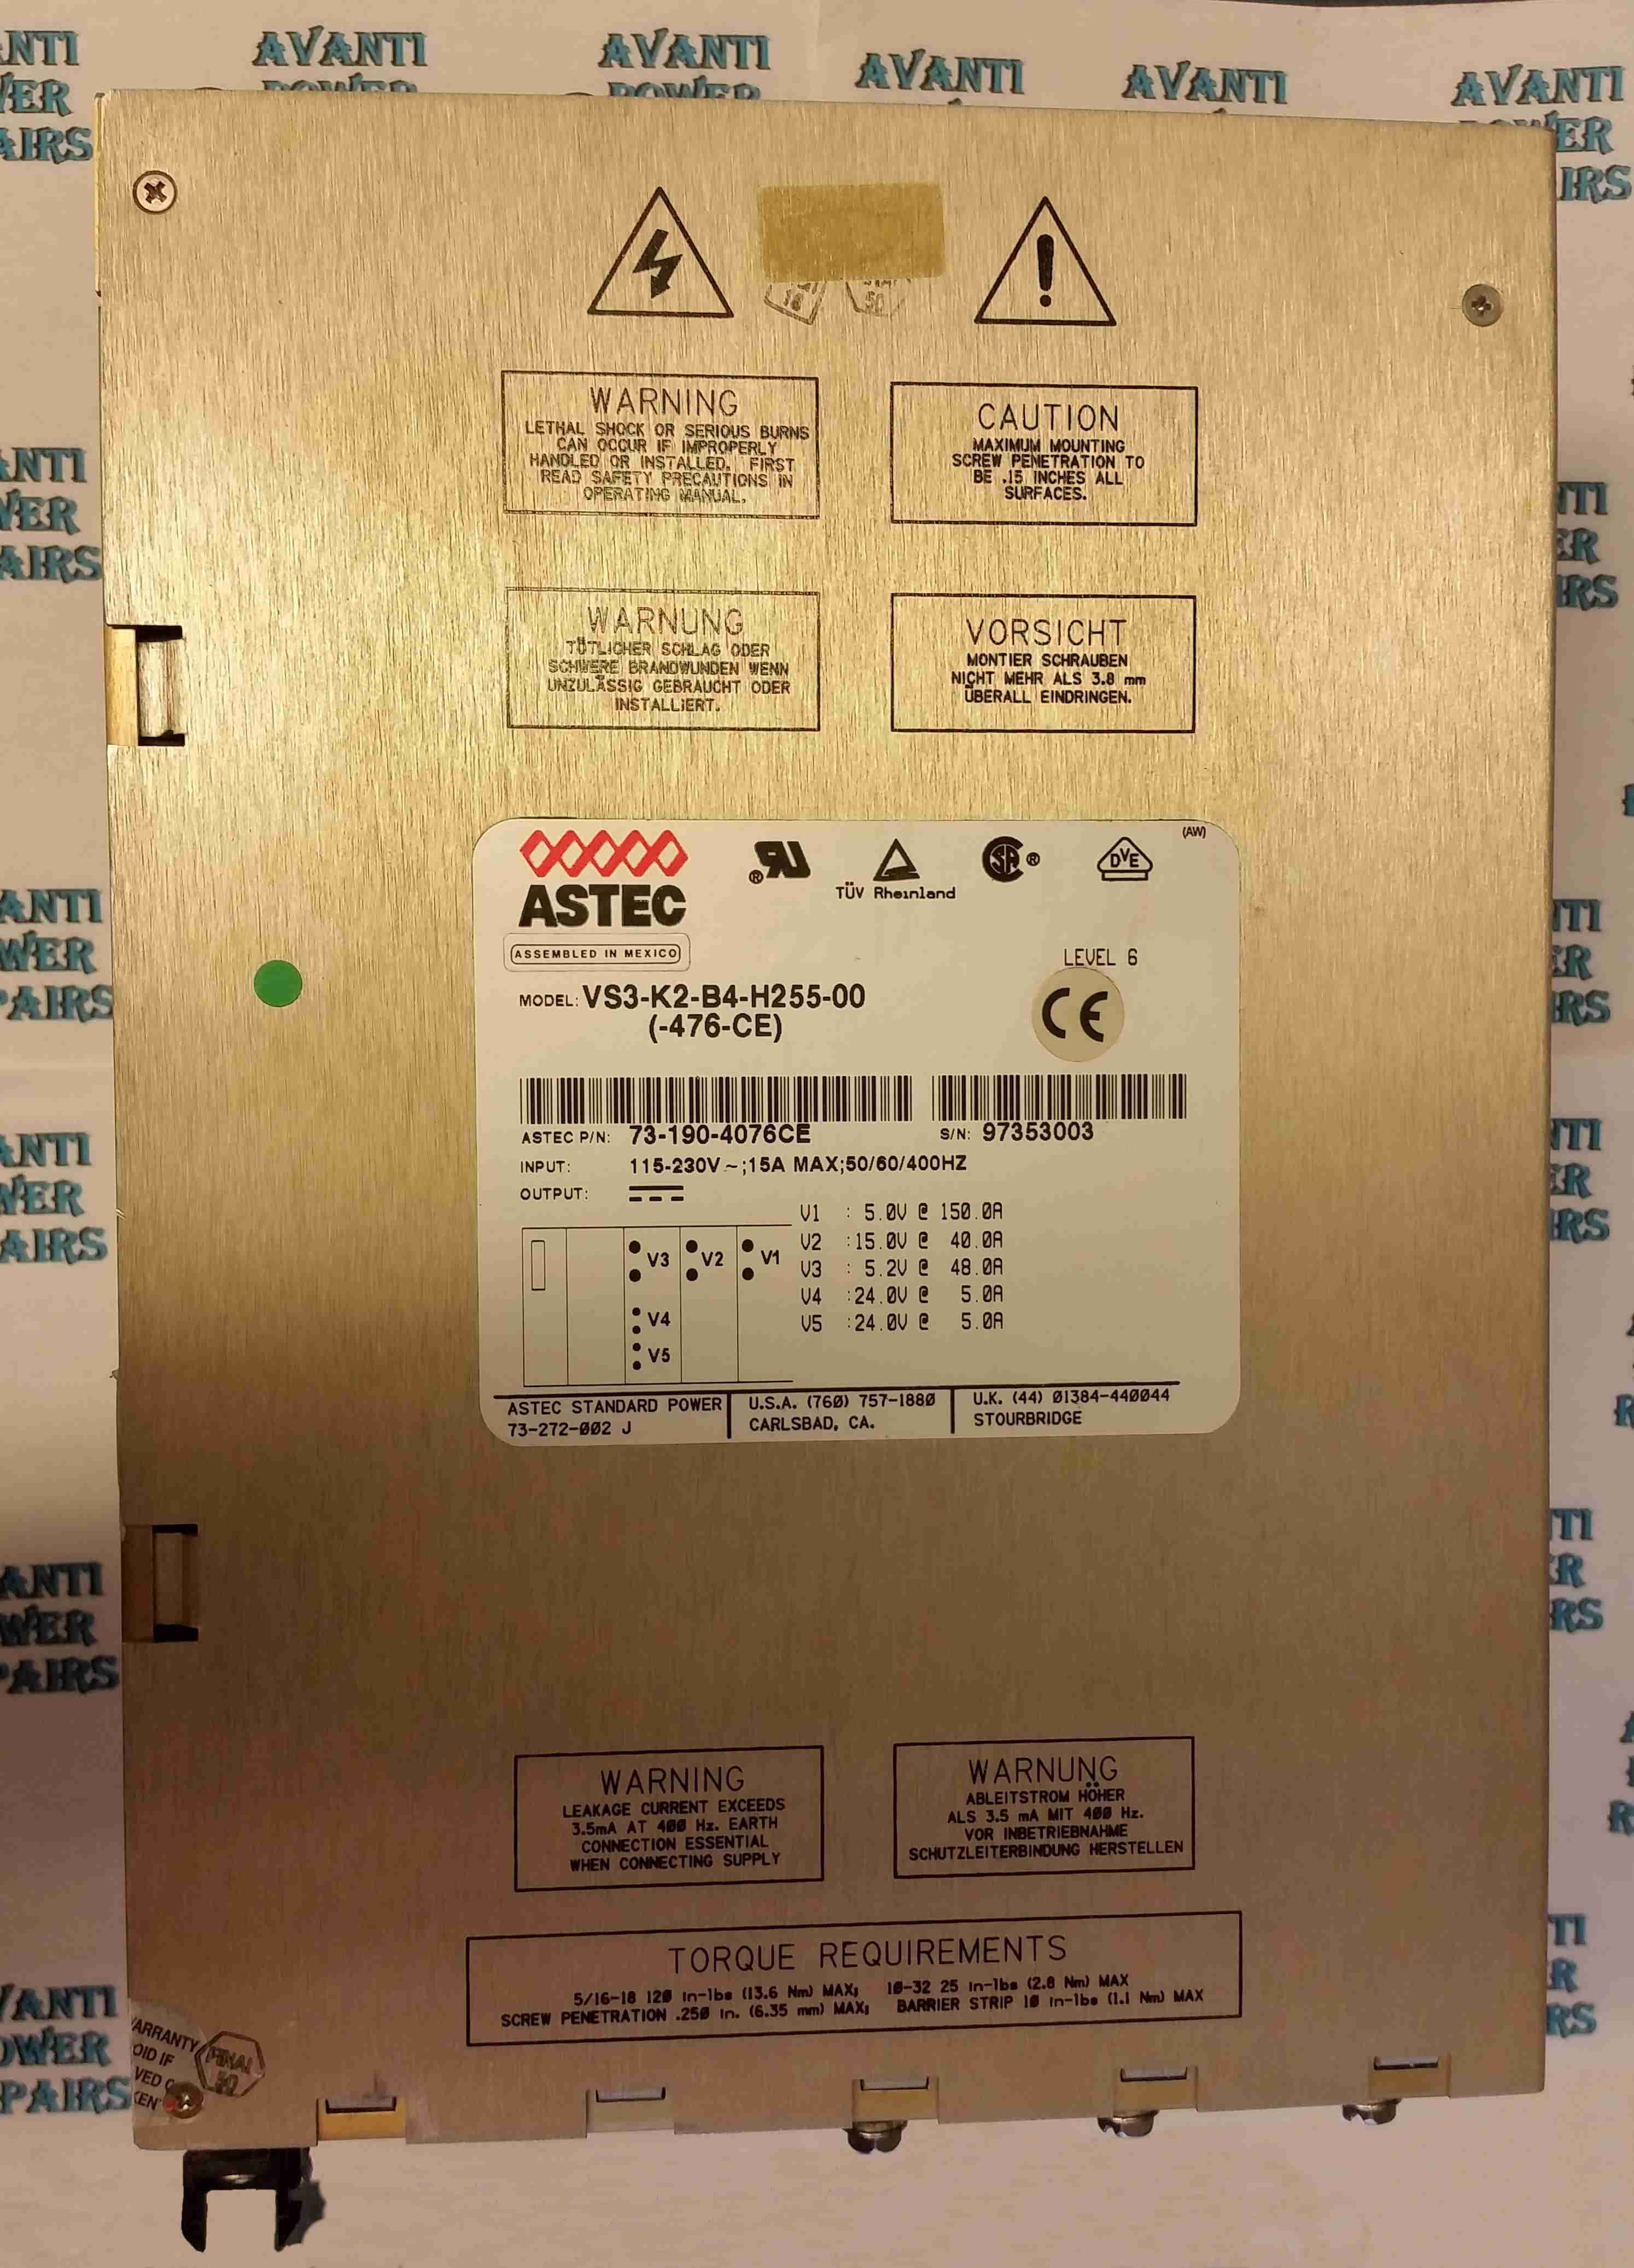 AVANTI
POWER
AVANTI
POWER
AVANTI
AVANTI
AVANTI
18
50
WARNING
LETHAL SHOCK OR SERIOUS BURNS
CAN OCCUR IF IMPROPERLY
HANDLED OR INSTALLED. FIRST
READ SAFETY PRECAUTIONS IN
OPERATING MANUAL.
CAUTION
MAXIMUM MOUNTING
SCREW PENETRATION TO
BE .15 INCHES ALL
SURFACES.
WARNUNG
TÖTLICHER SCHLAG ODER
SCHWERE BRANDWUNDEN WENN
UNZULÄSSIG GEBRAUCHT ODER
INSTALLIERT.
VORSICHT
MONTIER SCHRAUBEN
NICHT MEHR ALS 3.8 mm
ÜBERALL EINDRINGEN.
ASTEC
ASSEMBLED IN MEXICO
TÜV Rheinland
DVE
(AW)
LEVEL 6
CE
MODEL: VS3-K2-B4-H255-00
(-476-CE)
ASTEC P/N: 73-190-4076CE
S/N: 97353003
INPUT: 115-230V~;15A MAX;50/60/400HZ
OUTPUT:
V3 V2 V1
V4
V5
V1 : 5.0V @ 150.0A
V2 :15.0V @ 40.0A
V3 : 5.2V @ 48.0A
V4 :24.0V @ 5.0A
V5 :24.0V @ 5.0A
ASTEC STANDARD POWER
73-272-002 J
U.S.A. (760) 757-1880
CARLSBAD, CA.
U.K. (44) 01384-440044
STOURBRIDGE
WARNING
LEAKAGE CURRENT EXCEEDS
3.5mA AT 400 Hz. EARTH
CONNECTION ESSENTIAL
WHEN CONNECTING SUPPLY
WARNUNG
ABLEITSTROM HÖHER
ALS 3.5 mA MIT 400 Hz.
VOR INBETRIEBNAHME
SCHUTZLEITERBINDUNG HERSTELLEN
TORQUE REQUIREMENTS
5/16-18 120 in-lbs (13.6 Nm) MAX; 10-32 25 in-lbs (2.8 Nm) MAX
SCREW PENETRATION .250 in. (6.35 mm) MAX; BARRIER STRIP 10 in-lbs (1.1 Nm) MAX
WARRANTY
VOID IF
FINAL
50